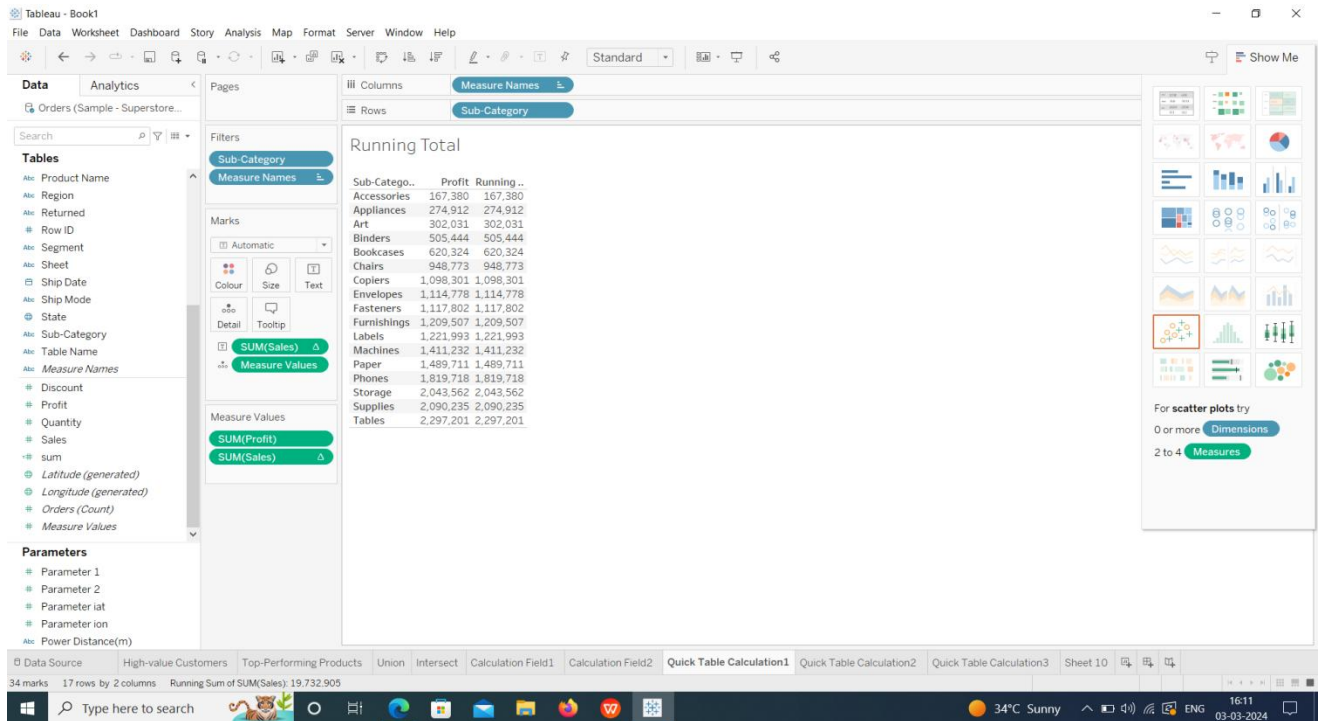 Tableau - Book1
File Data Worksheet Dashboard Story Analysis Map Format Server Window Help
Standard
Show Me
Data Analytics
Orders (Sample - Superstore...
Search
Tables
Abc Product Name
Abc Region
Abc Returned
# Row ID
Abc Segment
Abc Sheet
Ship Date
Abc Ship Mode
State
Abc Sub-Category
Abc Table Name
Abc Measure Names
# Discount
# Profit
# Quantity
# Sales
=# sum
Latitude (generated)
Longitude (generated)
# Orders (Count)
# Measure Values
Parameters
# Parameter 1
# Parameter 2
# Parameter iat
# Parameter ion
Abc Power Distance(m)
Pages
Filters
Sub-Category
Measure Names
Marks
Automatic
Colour Size Text
Detail Tooltip
SUM(Sales) Δ
Measure Values
Measure Values
SUM(Profit)
SUM(Sales) Δ
Columns Measure Names
Rows Sub-Category
Running Total
Sub-Catego.. Profit Running ..
Accessories 167,380 167,380
Appliances 274,912 274,912
Art 302,031 302,031
Binders 505,444 505,444
Bookcases 620,324 620,324
Chairs 948,773 948,773
Copiers 1,098,301 1,098,301
Envelopes 1,114,778 1,114,778
Fasteners 1,117,802 1,117,802
Furnishings 1,209,507 1,209,507
Labels 1,221,993 1,221,993
Machines 1,411,232 1,411,232
Paper 1,489,711 1,489,711
Phones 1,819,718 1,819,718
Storage 2,043,562 2,043,562
Supplies 2,090,235 2,090,235
Tables 2,297,201 2,297,201
For scatter plots try
0 or more Dimensions
2 to 4 Measures
Data Source High-value Customers Top-Performing Products Union Intersect Calculation Field1 Calculation Field2 Quick Table Calculation1 Quick Table Calculation2 Quick Table Calculation3 Sheet 10
34 marks 17 rows by 2 columns Running Sum of SUM(Sales): 19,732,905
Type here to search
34°C Sunny
ENG
16:11
03-03-2024